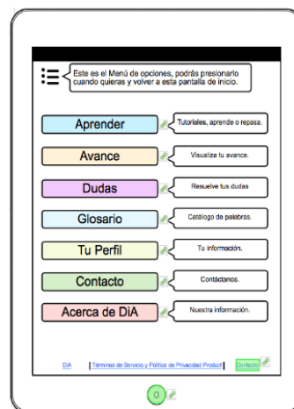 Este es el Menú de opciones, podrás presionarlo
cuando quieras y volver a esta pantalla de inicio.
Aprender
Tutoriales, aprende o repasa.
Avance
Visualiza tu avance.
Dudas
Resuelve tus dudas
Glosario
Catálogo de palabras.
Tu Perfil
Tu información.
Contacto
Contáctanos.
Acerca de DiA
Nuestra información.
DiA Términos de Servicio y Política de Privacidad Product Contacto